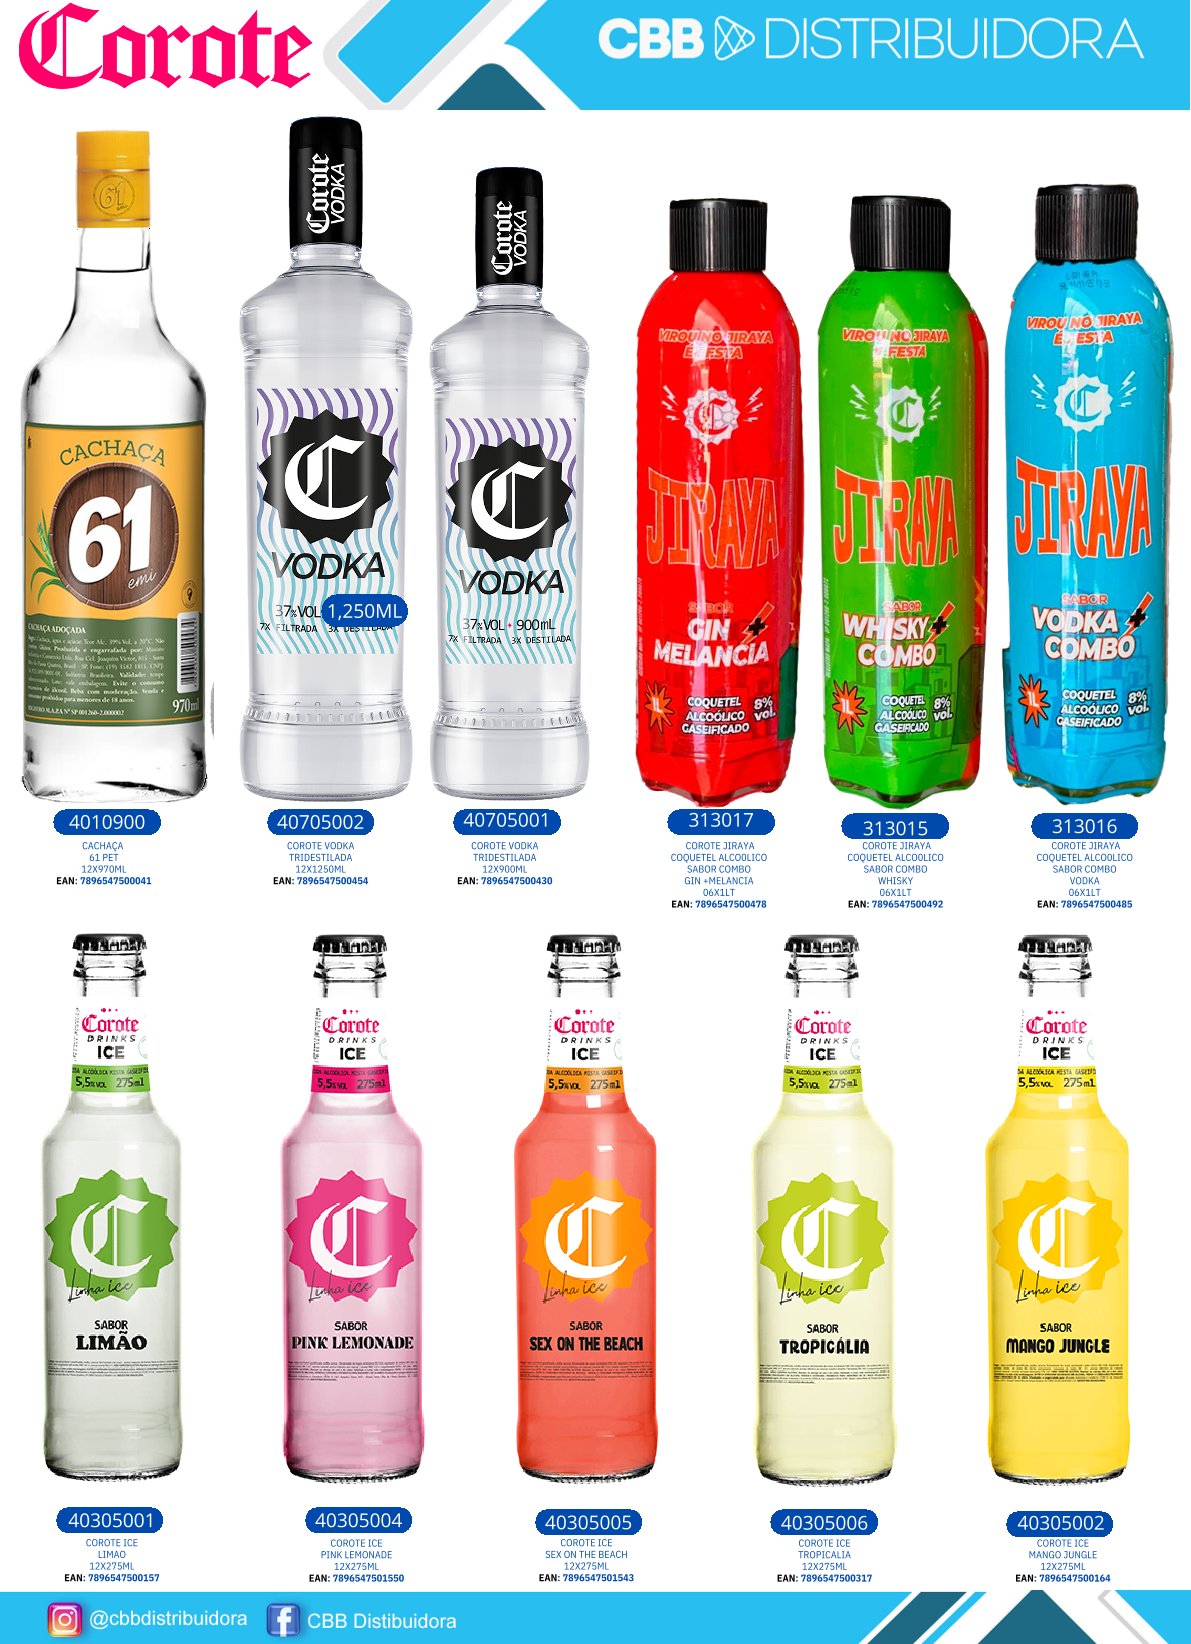 Corote
CBB DISTRIBUIDORA
61
Corote
VODKA
Corote
VODKA
CACHAÇA
61
emi
CACHAÇA ADOÇADA
970ml
C
VODKA
37%VOL
1,250ML
7X FILTRADA 3X DESTILADA
C
VODKA
37%VOL • 900mL
7X FILTRADA 3X DESTILADA
VIROU NO JIRAYA
É FESTA
C
JIRAYA
SABOR
GIN +
MELANCIA
1L
COQUETEL
ALCOÓLICO
GASEIFICADO
8%
vol.
VIROU NO JIRAYA
É FESTA
C
JIRAYA
SABOR
WHISKY +
COMBO
1L
COQUETEL
ALCOÓLICO
GASEIFICADO
8%
vol.
VIROU NO JIRAYA
É FESTA
C
JIRAYA
SABOR
VODKA +
COMBO
1L
COQUETEL
ALCOÓLICO
GASEIFICADO
8%
vol.
4010900
CACHAÇA
61 PET
12X970ML
EAN: 7896547500041
40705002
COROTE VODKA
TRIDESTILADA
12X1250ML
EAN: 7896547500454
40705001
COROTE VODKA
TRIDESTILADA
12X900ML
EAN: 7896547500430
313017
COROTE JIRAYA
COQUETEL ALCOOLICO
SABOR COMBO
GIN +MELANCIA
06X1LT
EAN: 7896547500478
313015
COROTE JIRAYA
COQUETEL ALCOOLICO
SABOR COMBO
WHISKY
06X1LT
EAN: 7896547500492
313016
COROTE JIRAYA
COQUETEL ALCOOLICO
SABOR COMBO
VODKA
06X1LT
EAN: 7896547500485
Corote
DRINKS
ICE
5,5%VOL 275mL
C
Linha ice
SABOR
LIMÃO
Corote
DRINKS
ICE
5,5%VOL 275mL
C
Linha ice
SABOR
PINK LEMONADE
Corote
DRINKS
ICE
5,5%VOL 275mL
C
Linha ice
SABOR
SEX ON THE BEACH
Corote
DRINKS
ICE
5,5%VOL 275mL
C
Linha ice
SABOR
TROPICÁLIA
Corote
DRINKS
ICE
5,5%VOL 275mL
C
Linha ice
SABOR
MANGO JUNGLE
40305001
COROTE ICE
LIMAO
12X275ML
EAN: 7896547500157
40305004
COROTE ICE
PINK LEMONADE
12X275ML
EAN: 7896547501550
40305005
COROTE ICE
SEX ON THE BEACH
12X275ML
EAN: 7896547501543
40305006
COROTE ICE
TROPICALIA
12X275ML
EAN: 7896547500317
40305002
COROTE ICE
MANGO JUNGLE
12X275ML
EAN: 7896547500164
@cbbdistribuidora
CBB Distibuidora